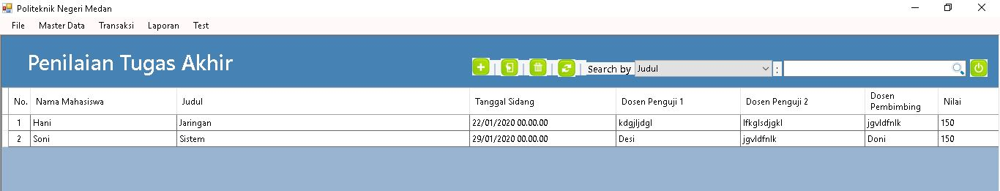 Politeknik Negeri Medan
File Master Data Transaksi Laporan Test
Penilaian Tugas Akhir
Search by Judul :
No. Nama Mahasiswa Judul Tanggal Sidang Dosen Penguji 1 Dosen Penguji 2 Dosen Pembimbing Nilai
1 Hani Jaringan 22/01/2020 00.00.00 kdgjljdgl lfkglsdjgkl jgvldfnlk 150
2 Soni Sistem 29/01/2020 00.00.00 Desi jgvldfnlk Doni 150